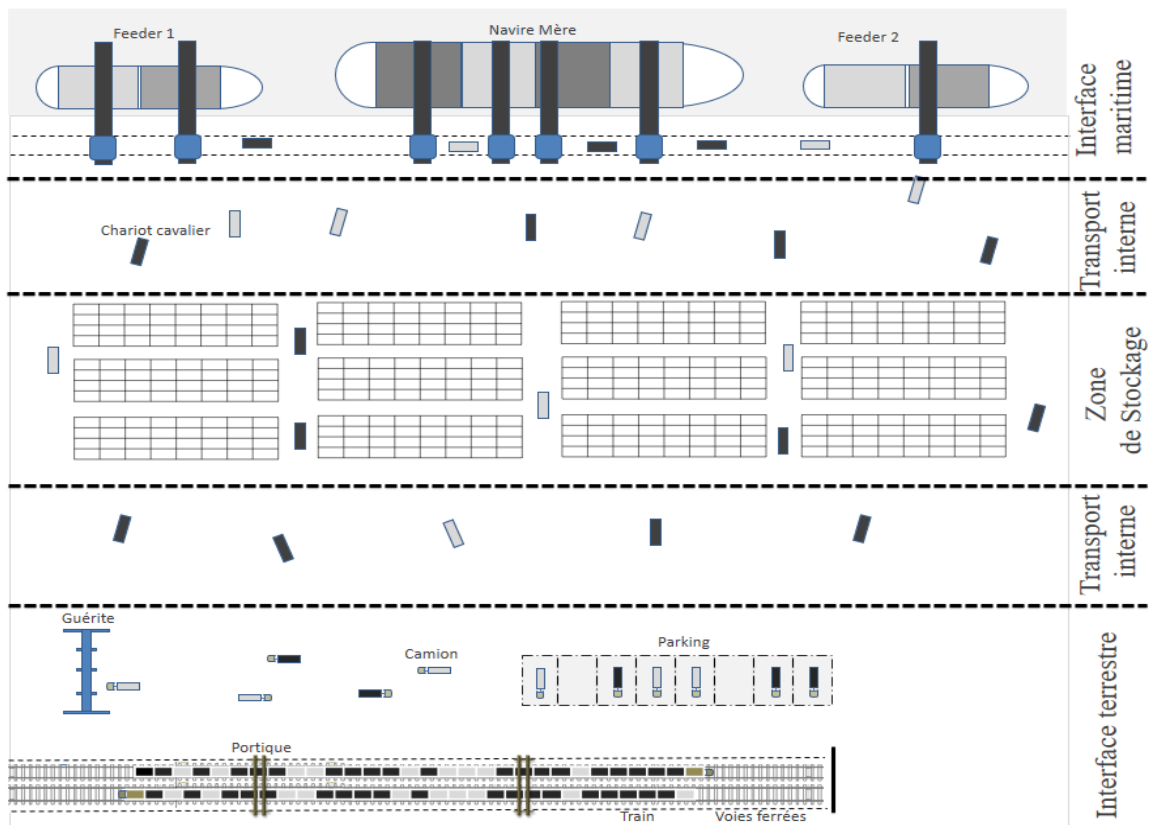 Feeder 1
Navire Mère
Feeder 2
Interface
maritime
Chariot cavalier
Transport
interne
Zone
de Stockage
Transport
interne
Guérite
Camion
Parking
Interface terrestre
Portique
Train
Voies ferrées